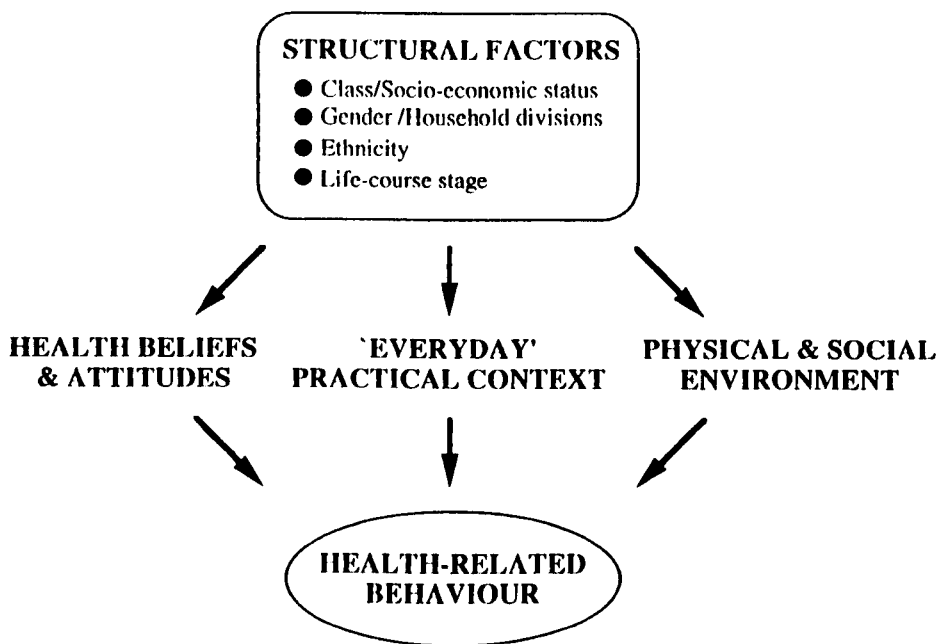 STRUCTURAL FACTORS
● Class/Socio-economic status
● Gender /Household divisions
● Ethnicity
● Life-course stage
HEALTH BELIEFS
& ATTITUDES
`EVERYDAY'
PRACTICAL CONTEXT
PHYSICAL & SOCIAL
ENVIRONMENT
HEALTH-RELATED
BEHAVIOUR